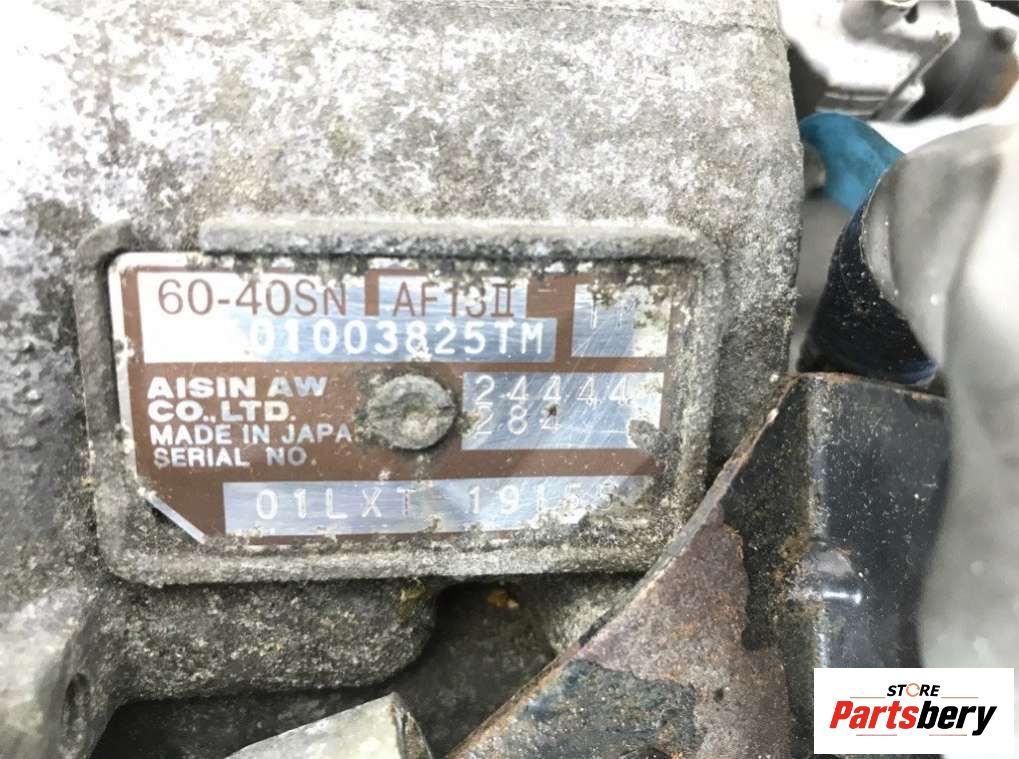 60-40SN AF13II
01003825TM
AISIN AW
CO.,LTD.
MADE IN JAPA
SERIAL NO.
24444
284
01LXT
STORE
Partsbery